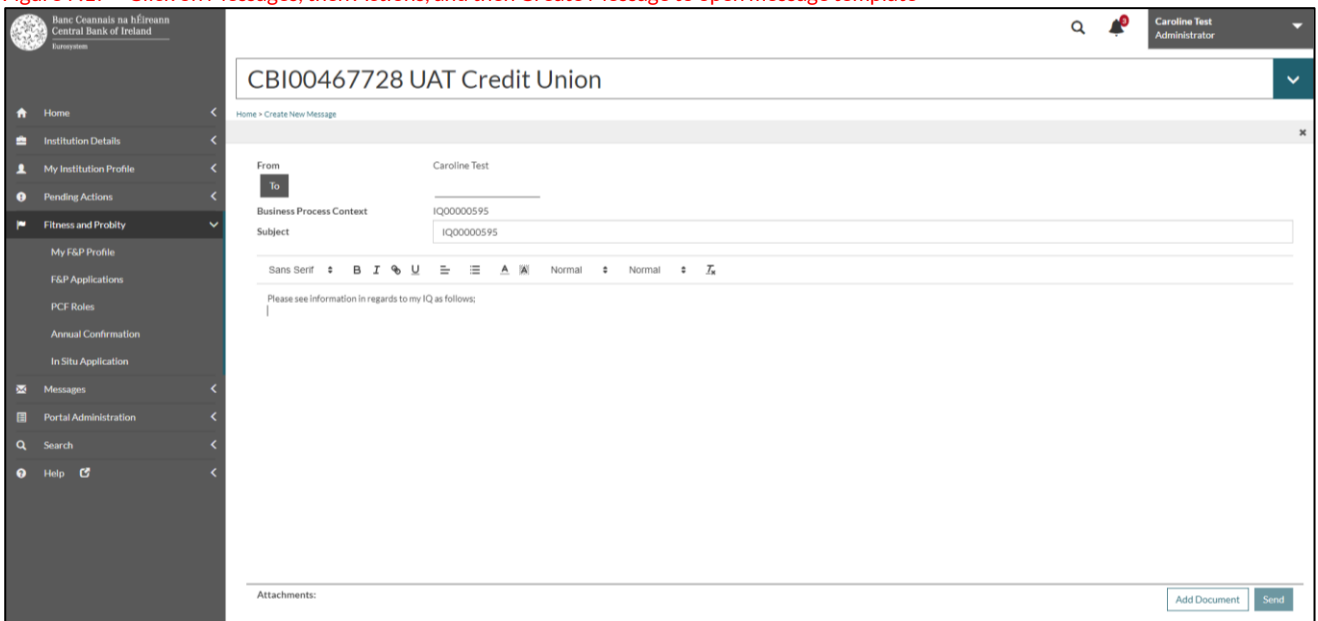 Banc Ceannais na hÉireann
Central Bank of Ireland
Eurosystem
Caroline Test
Administrator
CBI00467728 UAT Credit Union
Home > Create New Message
Home
Institution Details
My Institution Profile
Pending Actions
Fitness and Probity
My F&P Profile
F&P Applications
PCF Roles
Annual Confirmation
In Situ Application
Messages
Portal Administration
Search
Help
From Caroline Test
To
Business Process Context IQ00000595
Subject IQ00000595
Sans Serif B I U A A Normal Normal Tx
Please see information in regards to my IQ as follows;
Attachments:
Add Document Send